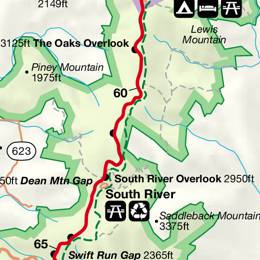 2149ft
Lewis
Mountain
3125ft The Oaks Overlook
Piney Mountain
1975ft
60
623
50ft Dean Mtn Gap
South River Overlook 2950ft
South River
Saddleback Mountain
3375ft
65
Swift Run Gap 2365ft